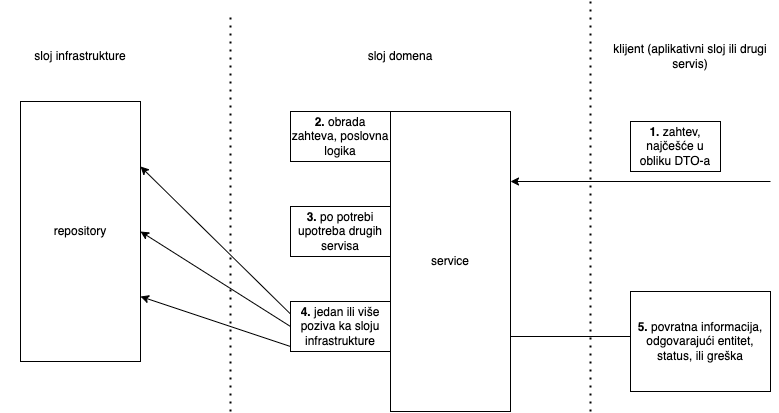 sloj infrastrukture
sloj domena
klijent (aplikativni sloj ili drugi
servis)
2. obrada
zahteva, poslovna
logika
1. zahtev,
najčešće u
obliku DTO-a
3. po potrebi
upotreba drugih
servisa
repository
service
4. jedan ili više
poziva ka sloju
infrastrukture
5. povratna informacija,
odgovarajući entitet,
status, ili greška